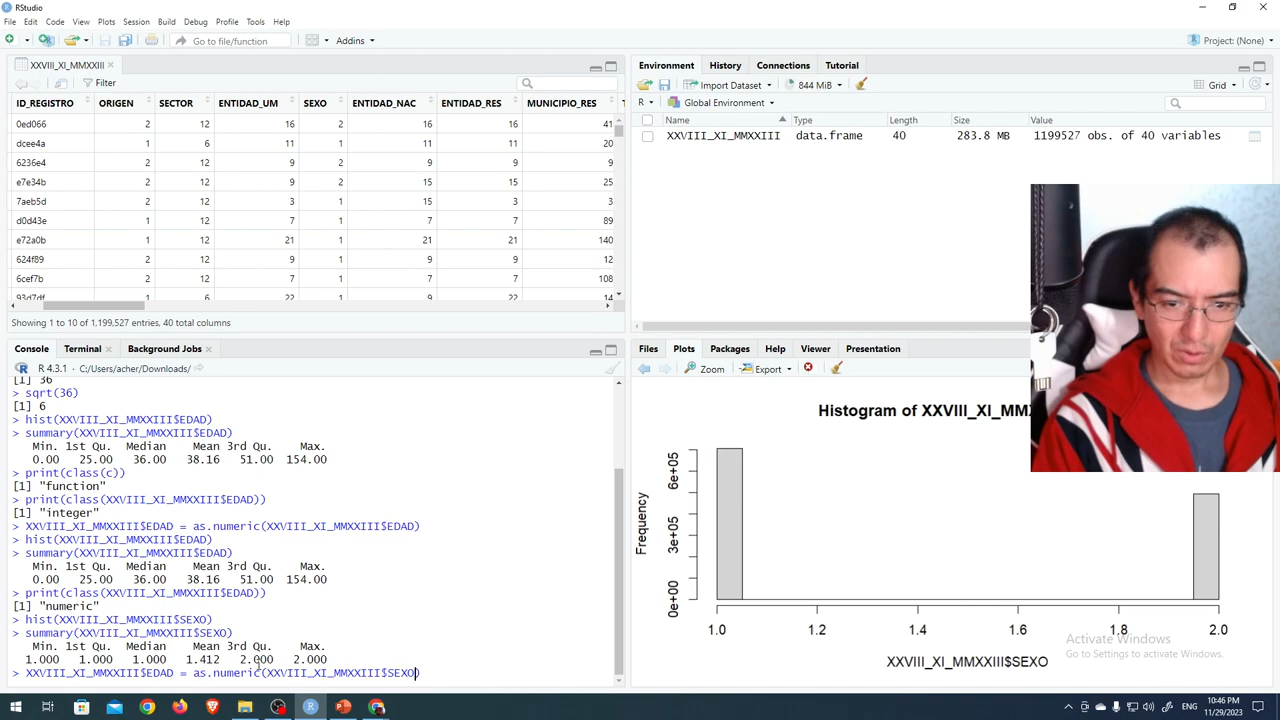 RStudio
File Edit Code View Plots Session Build Debug Profile Tools Help
Go to file/function Addins Project: (None)
XXVIII_XI_MMXXIII
Filter
ID_REGISTRO ORIGEN SECTOR ENTIDAD_UM SEXO ENTIDAD_NAC ENTIDAD_RES MUNICIPIO_RES
0ed066 2 12 16 2 16 16 41
dcee4a 1 6 11 1 11 11 20
6236e4 2 12 9 2 9 9 9
e7e34b 2 12 9 2 15 15 25
7aeb5d 2 12 3 1 15 3 3
d0d43e 1 12 7 1 7 7 89
e72a0b 1 12 21 1 21 21 140
624f89 2 12 9 1 9 9 12
6cef7b 2 12 7 1 7 7 108
93d7df 1 6 22 1 9 22 14
Showing 1 to 10 of 1,199,527 entries, 40 total columns
Environment History Connections Tutorial
Import Dataset 844 MiB Grid
R Global Environment
Name Type Length Size Value
XXVIII_XI_MMXXIII data.frame 40 283.8 MB 1199527 obs. of 40 variables
Console Terminal Background Jobs
R 4.3.1 · C:/Users/acher/Downloads/
[1] 36
> sqrt(36)
[1] 6
> hist(XXVIII_XI_MMXXIII$EDAD)
> summary(XXVIII_XI_MMXXIII$EDAD)
Min. 1st Qu. Median Mean 3rd Qu. Max.
0.00 25.00 36.00 38.16 51.00 154.00
> print(class(c))
[1] "function"
> print(class(XXVIII_XI_MMXXIII$EDAD))
[1] "integer"
> XXVIII_XI_MMXXIII$EDAD = as.numeric(XXVIII_XI_MMXXIII$EDAD)
> hist(XXVIII_XI_MMXXIII$EDAD)
> summary(XXVIII_XI_MMXXIII$EDAD)
Min. 1st Qu. Median Mean 3rd Qu. Max.
0.00 25.00 36.00 38.16 51.00 154.00
> print(class(XXVIII_XI_MMXXIII$EDAD))
[1] "numeric"
> hist(XXVIII_XI_MMXXIII$SEXO)
> summary(XXVIII_XI_MMXXIII$SEXO)
Min. 1st Qu. Median Mean 3rd Qu. Max.
1.000 1.000 1.000 1.412 2.000 2.000
> XXVIII_XI_MMXXIII$EDAD = as.numeric(XXVIII_XI_MMXXIII$SEXO)
Files Plots Packages Help Viewer Presentation
Zoom Export
Histogram of XXVIII_XI_MMX
Frequency
6e+05
3e+05
0e+00
1.0 1.2 1.4 1.6 1.8 2.0
XXVIII_XI_MMXXIII$SEXO
Activate Windows
Go to Settings to activate Windows.
ENG 10:46 PM
11/29/2023